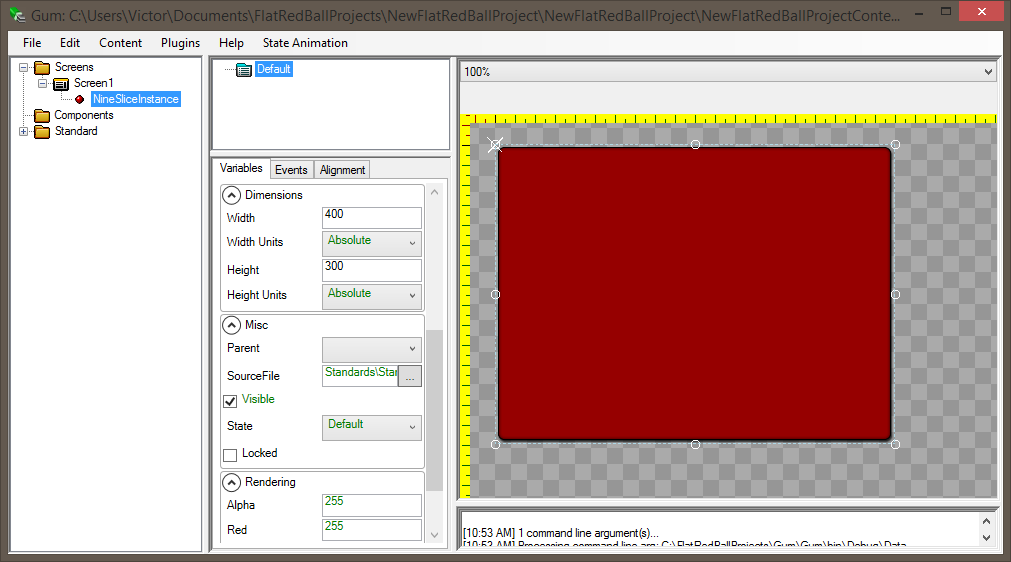 Gum: C:\Users\Victor\Documents\FlatRedBallProjects\NewFlatRedBallProject\NewFlatRedBallProject\NewFlatRedBallProjectConte...
File Edit Content Plugins Help State Animation
Screens
Screen1
NineSliceInstance
Components
Standard
Default
Variables Events Alignment
Dimensions
Width 400
Width Units Absolute
Height 300
Height Units Absolute
Misc
Parent
SourceFile Standards\Star ...
Visible
State Default
Locked
Rendering
Alpha 255
Red 255
100%
[10:53 AM] 1 command line argument(s)...
[10:53 AM] Processing command line arg: C:\FlatRedBallProjects\Gum\Gum\bin\Debug\Data